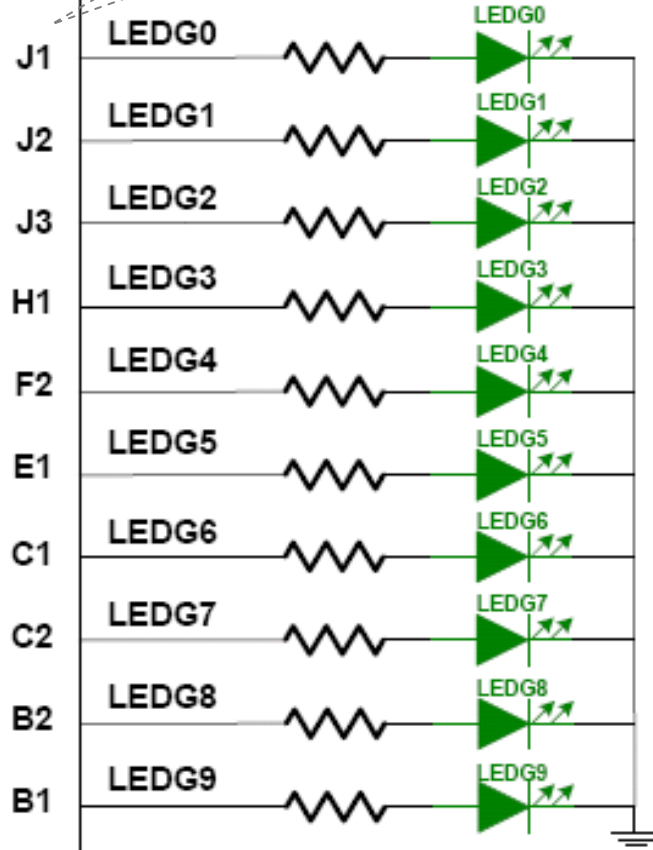 LEDG0
J1 LEDG0
LEDG1
J2 LEDG1
LEDG2
J3 LEDG2
LEDG3
H1 LEDG3
LEDG4
F2 LEDG4
LEDG5
E1 LEDG5
LEDG6
C1 LEDG6
LEDG7
C2 LEDG7
LEDG8
B2 LEDG8
LEDG9
B1 LEDG9